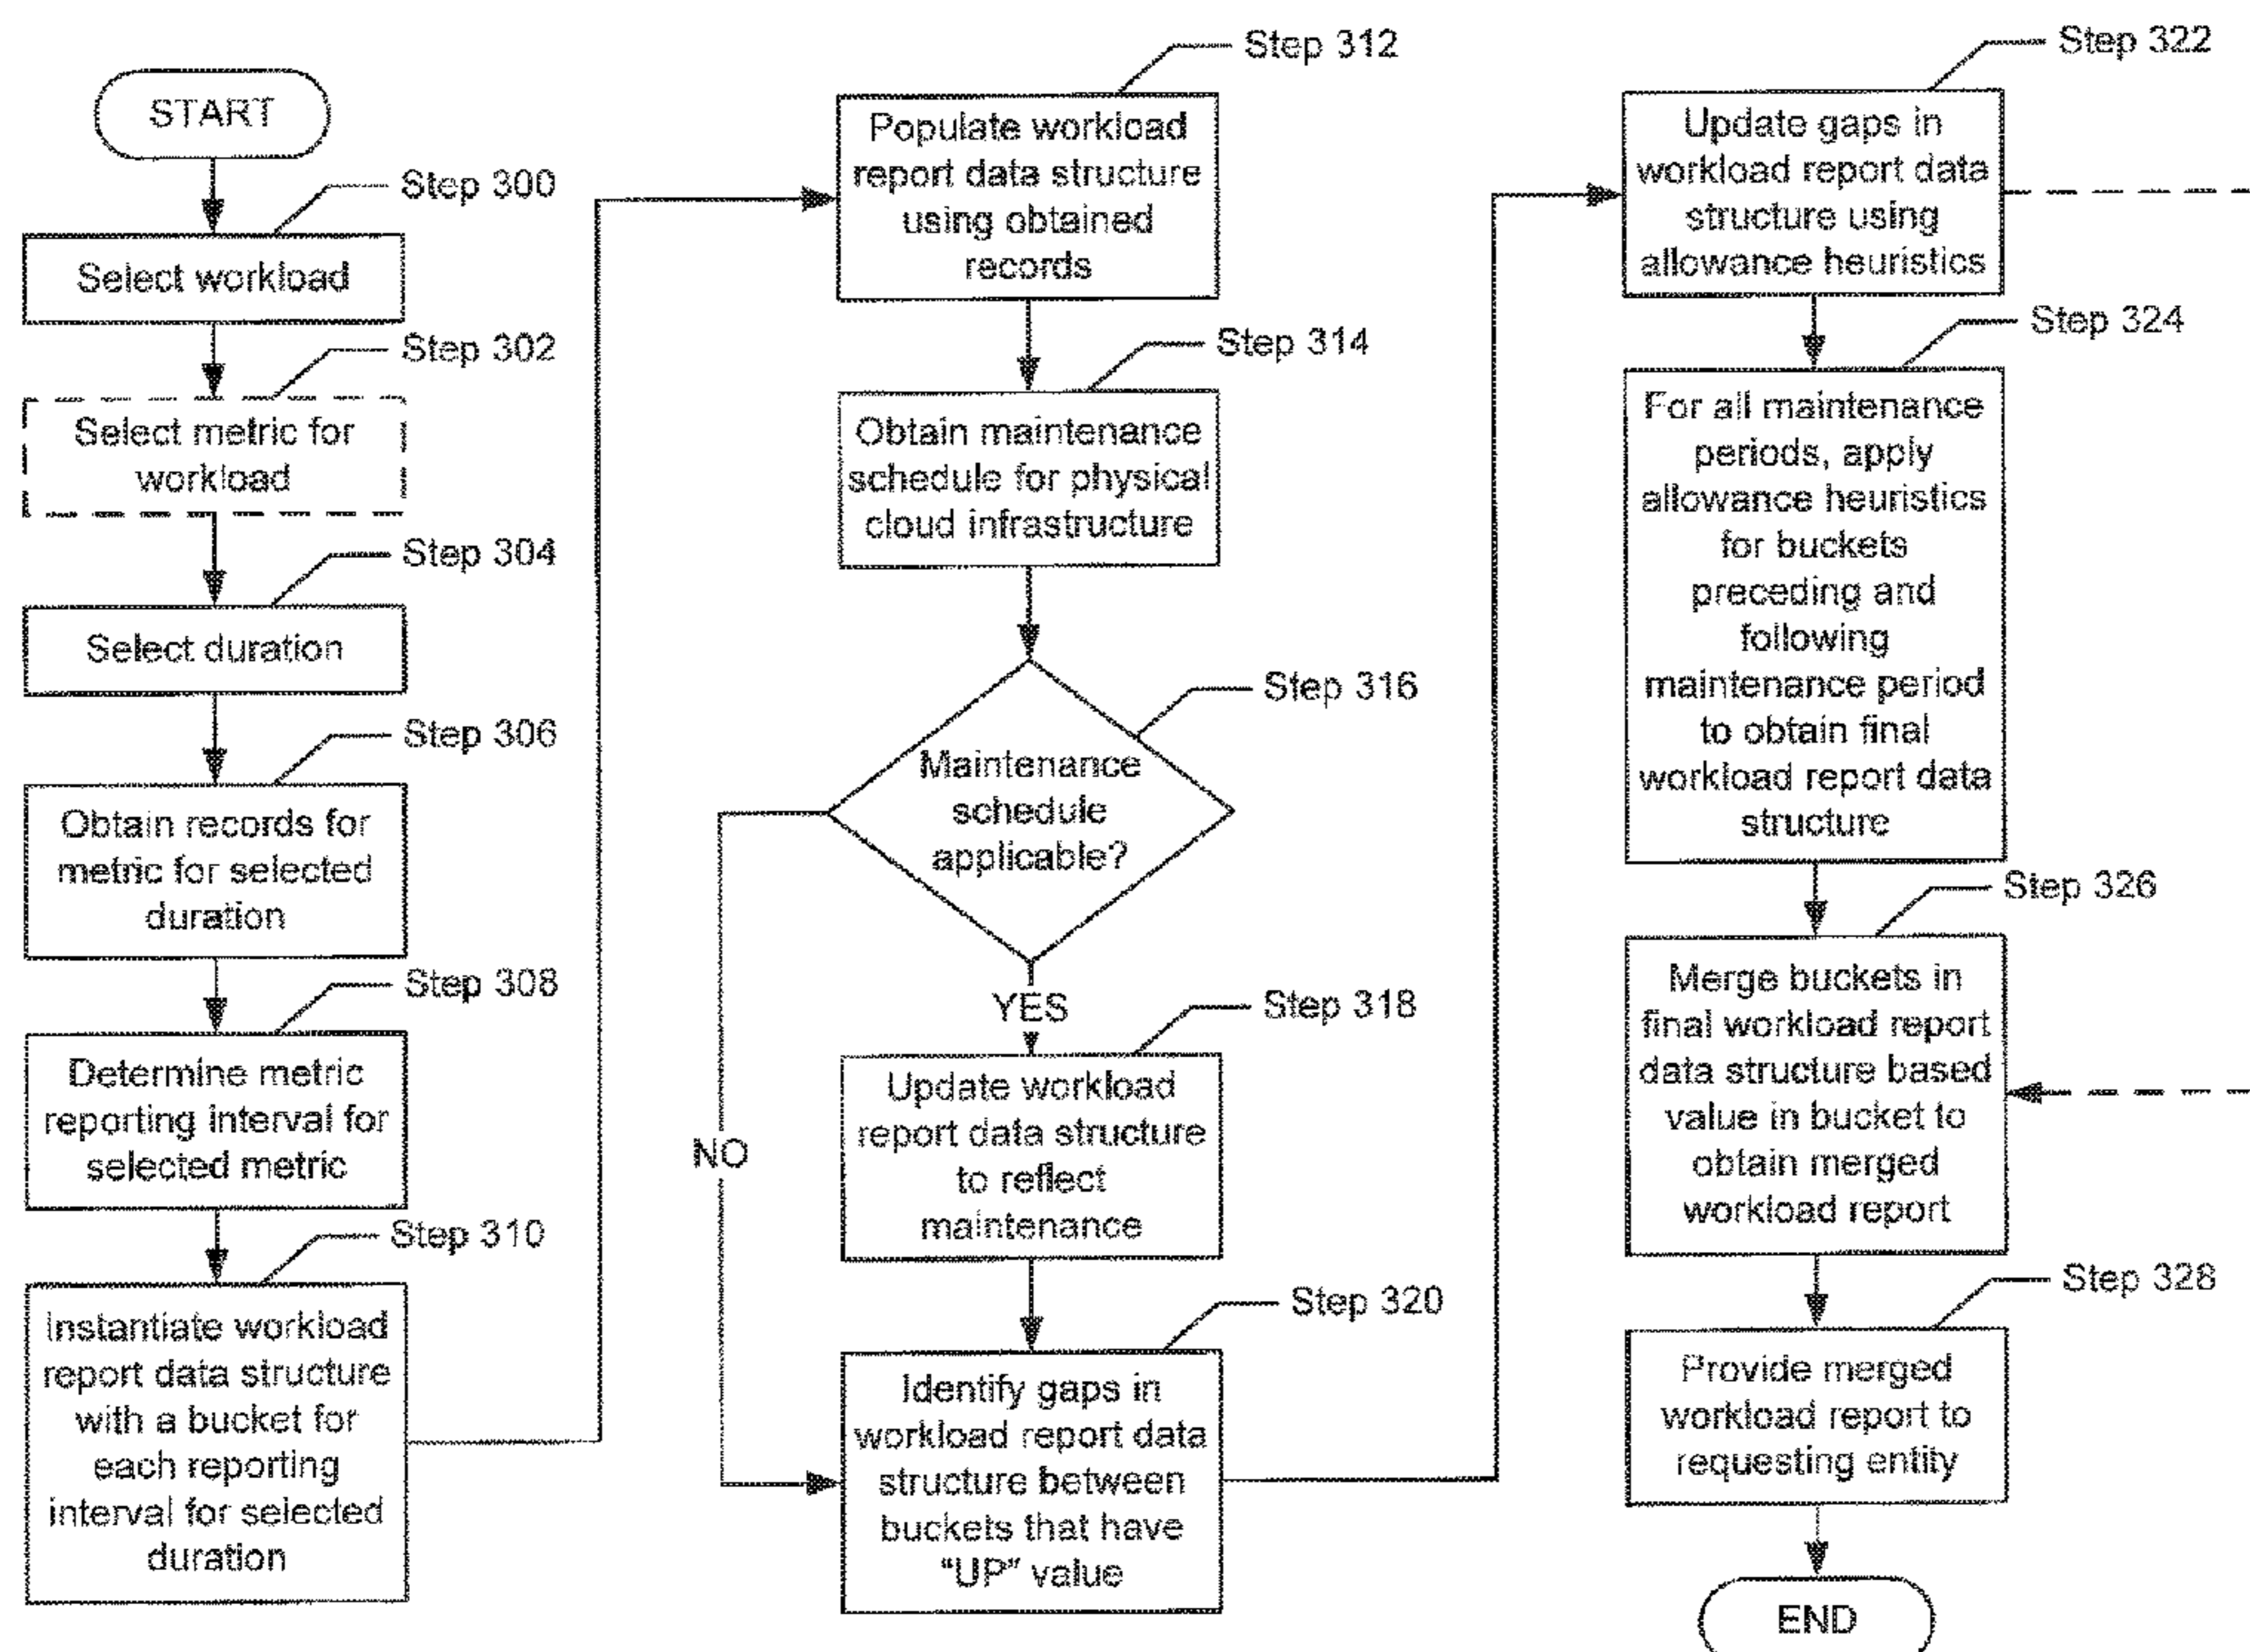 START
Step 300
Select workload
Step 302
Select metric for
workload
Step 304
Select duration
Step 306
Obtain records for
metric for selected
duration
Step 308
Determine metric
reporting interval for
selected metric
Step 310
Instantiate workload
report data structure
with a bucket for
each reporting
interval for selected
duration
Step 312
Populate workload
report data structure
using obtained
records
Step 314
Obtain maintenance
schedule for physical
cloud infrastructure
Step 316
Maintenance
schedule
applicable?
NO
YES
Step 318
Update workload
report data structure
to reflect
maintenance
Step 320
Identify gaps in
workload report data
structure between
buckets that have
“UP” value
Step 322
Update gaps in
workload report data
structure using
allowance heuristics
Step 324
For all maintenance
periods, apply
allowance heuristics
for buckets
preceding and
following
maintenance period
to obtain final
workload report data
structure
Step 326
Merge buckets in
final workload report
data structure based
value in bucket to
obtain merged
workload report
Step 328
Provide merged
workload report to
requesting entity
END